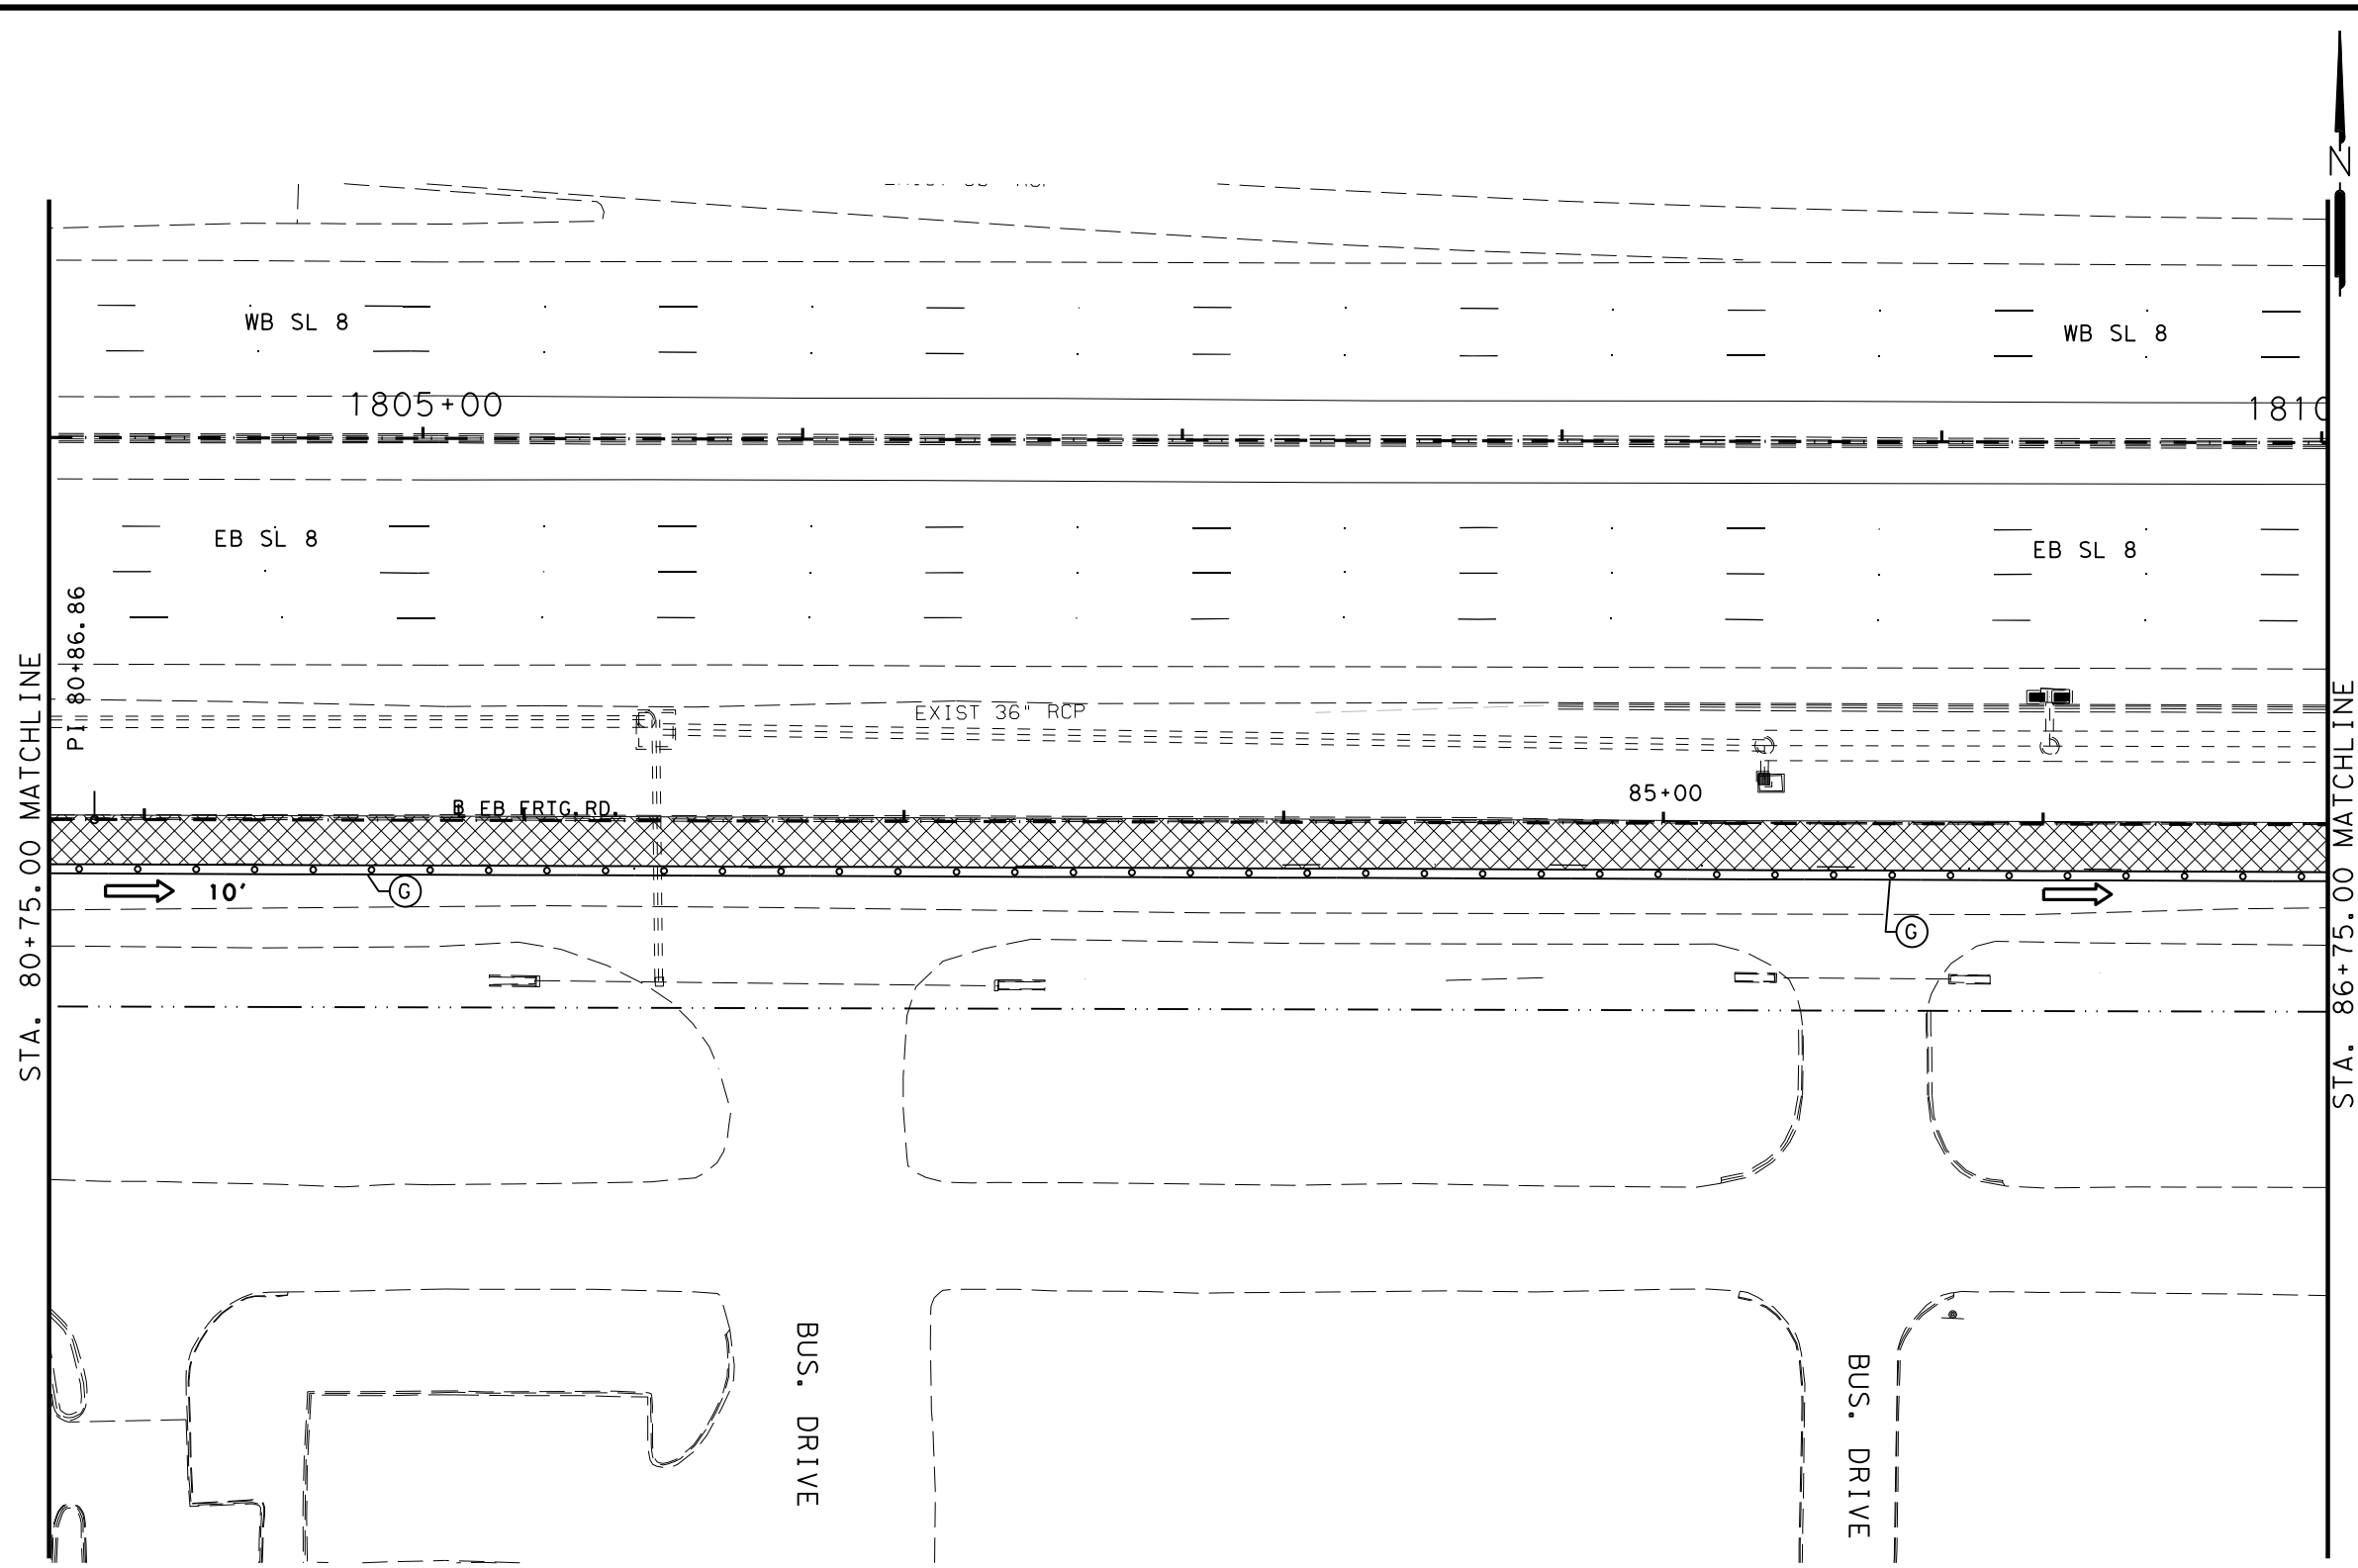 N
WB SL 8
WB SL 8
1805+00
1810
EB SL 8
EB SL 8
PI 80+86.86
STA. 80+75.00 MATCHLINE
STA. 86+75.00 MATCHLINE
EXIST 36" RCP
85+00
B EB FRTG.RD.
10'
G
G
BUS. DRIVE
BUS. DRIVE